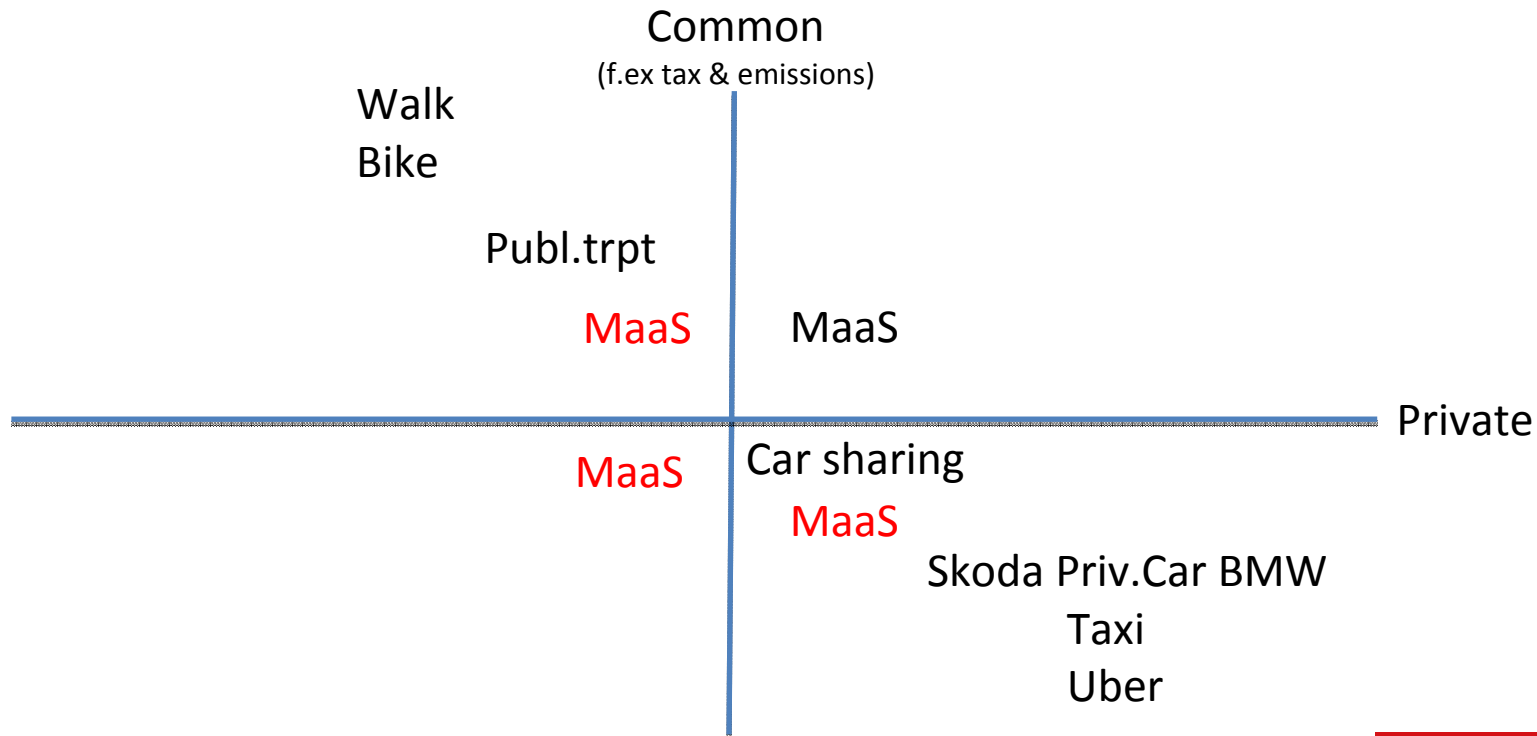 Common
(f.ex tax & emissions)
Walk
Bike
Publ.trpt
MaaS
MaaS
Private
Car sharing
MaaS
MaaS
Skoda Priv.Car BMW
Taxi
Uber